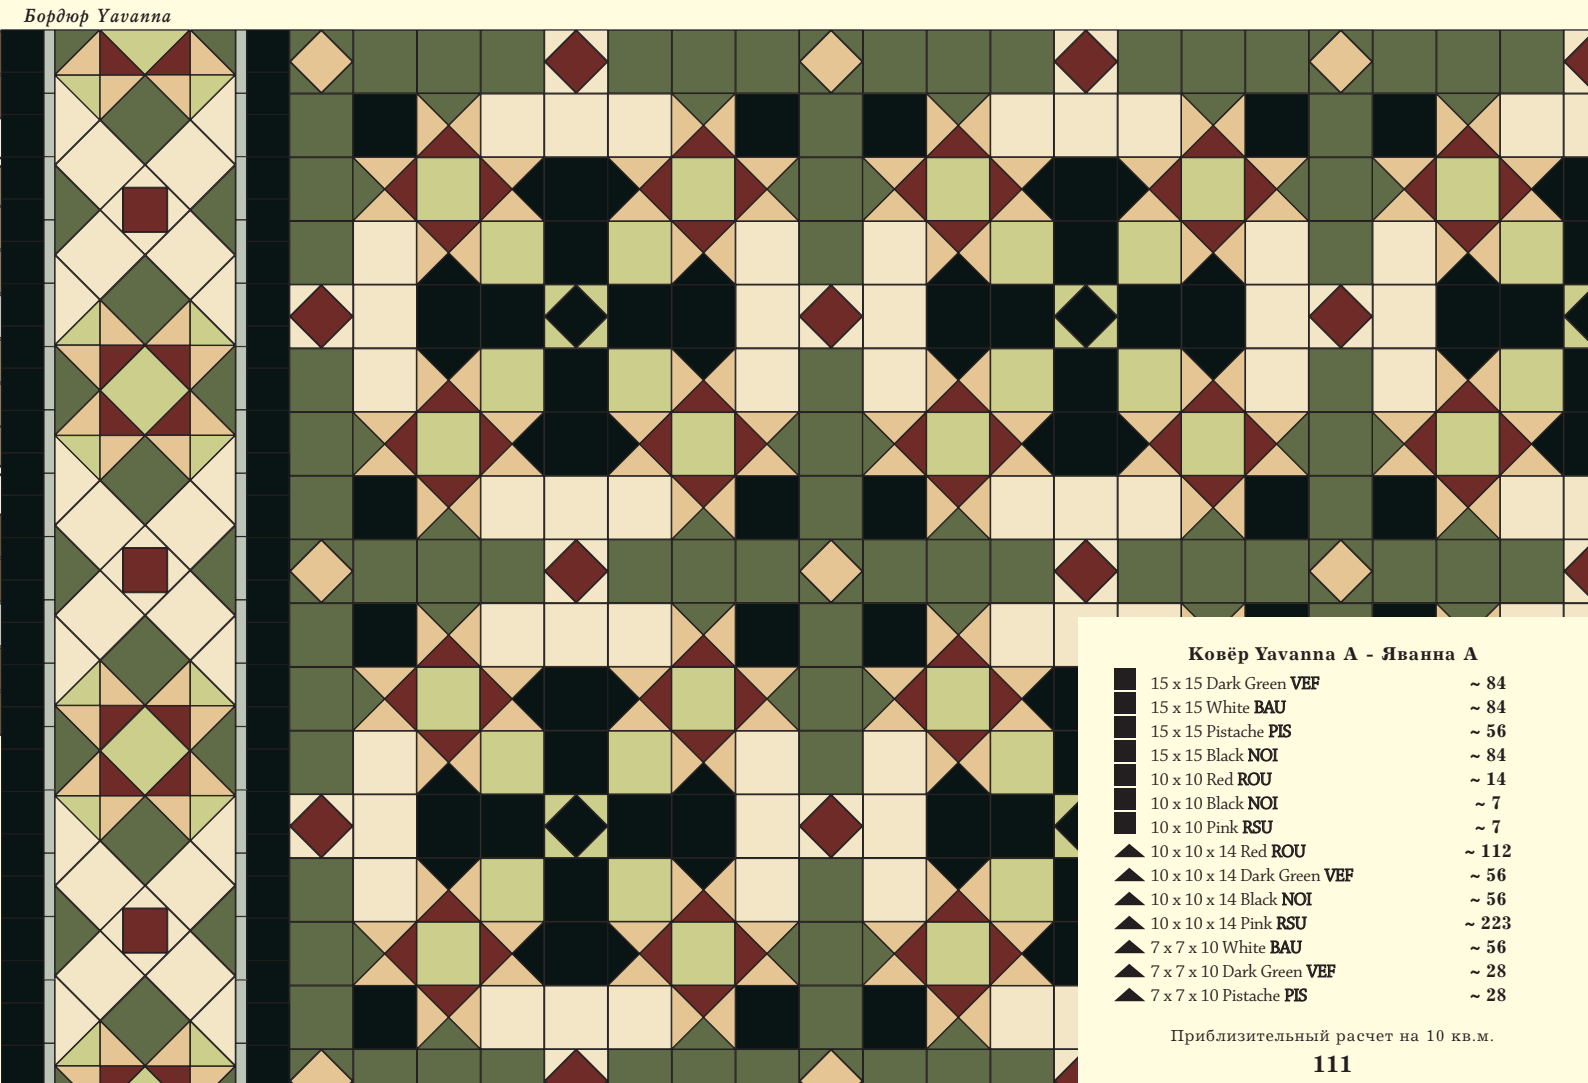 Бордюр Yavanna
Ковёр Yavanna A - Яванна А
15 x 15 Dark Green VEF ~ 84
15 x 15 White BAU ~ 84
15 x 15 Pistache PIS ~ 56
15 x 15 Black NOI ~ 84
10 x 10 Red ROU ~ 14
10 x 10 Black NOI ~ 7
10 x 10 Pink RSU ~ 7
10 x 10 x 14 Red ROU ~ 112
10 x 10 x 14 Dark Green VEF ~ 56
10 x 10 x 14 Black NOI ~ 56
10 x 10 x 14 Pink RSU ~ 223
7 x 7 x 10 White BAU ~ 56
7 x 7 x 10 Dark Green VEF ~ 28
7 x 7 x 10 Pistache PIS ~ 28
Приблизительный расчет на 10 кв.м.
111